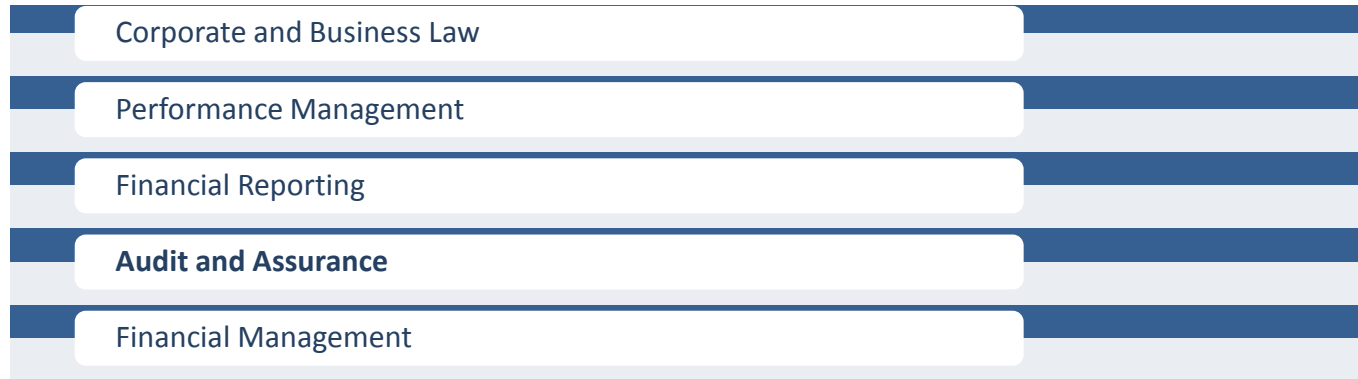 Corporate and Business Law
Performance Management
Financial Reporting
Audit and Assurance
Financial Management